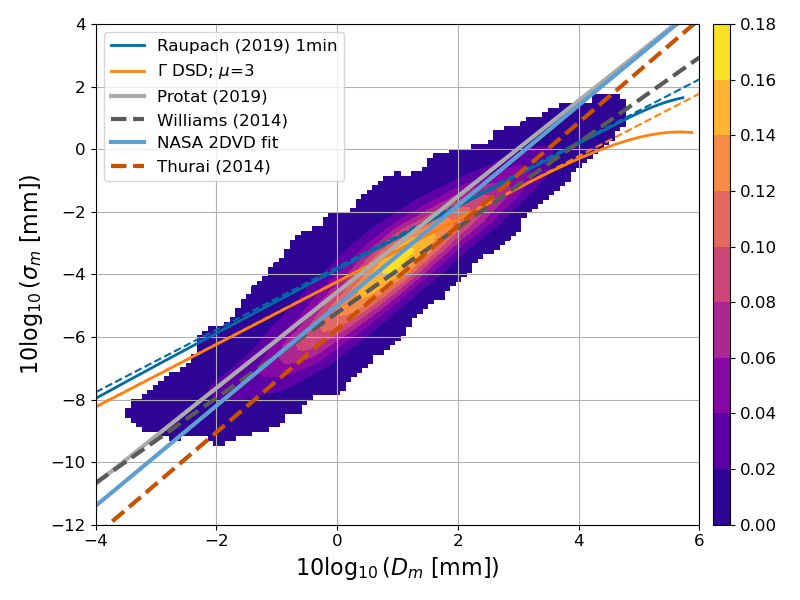 Raupach (2019) 1min
Γ DSD; μ=3
Protat (2019)
Williams (2014)
NASA 2DVD fit
Thurai (2014)
4
2
0
−2
−4
−6
−8
−10
−12
10log₁₀(σₘ [mm])
−4 −2 0 2 4 6
10log₁₀(Dₘ [mm])
0.18
0.16
0.14
0.12
0.10
0.08
0.06
0.04
0.02
0.00